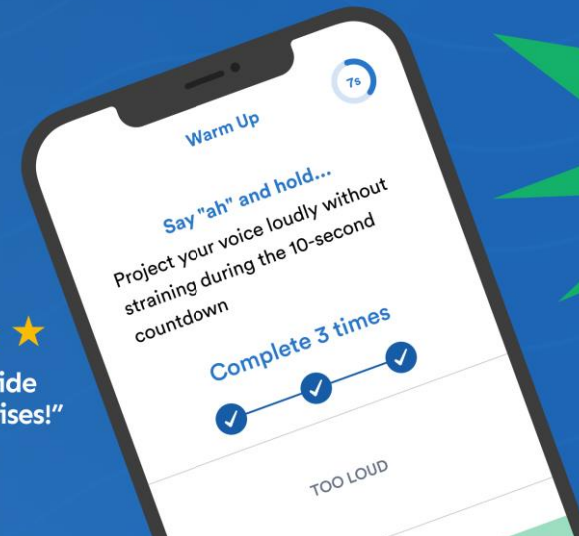 7s
Warm Up
Say "ah" and hold...
Project your voice loudly without
straining during the 10-second
countdown
Complete 3 times
TOO LOUD